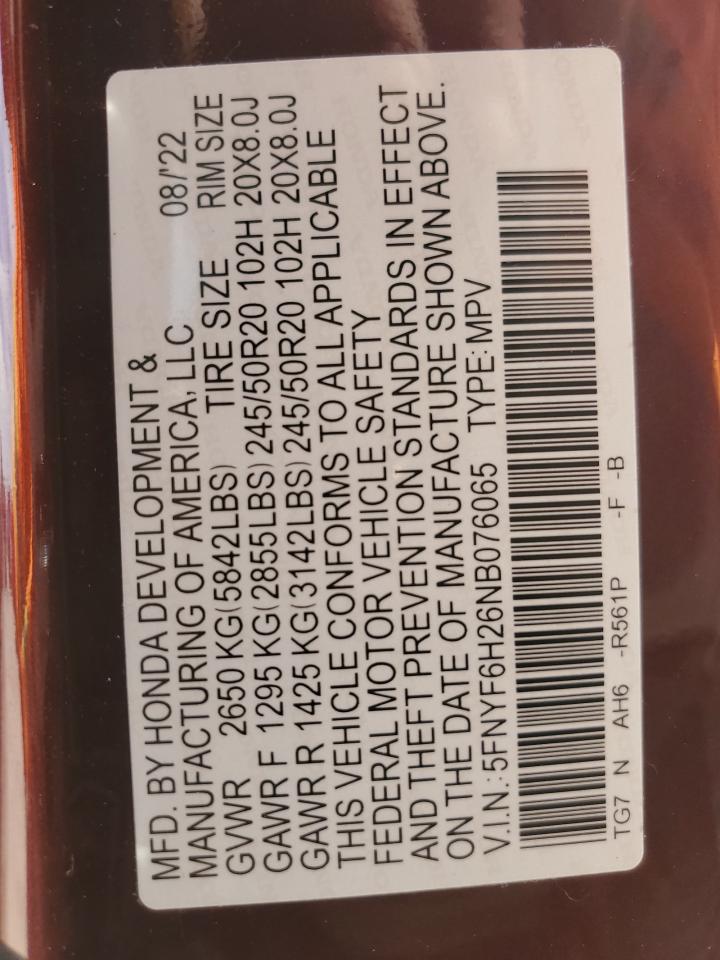 MFD. BY HONDA DEVELOPMENT &
MANUFACTURING OF AMERICA, LLC 08/'22
GVWR 2650 KG(5842LBS) TIRE SIZE RIM SIZE
GAWR F 1295 KG(2855LBS) 245/50R20 102H 20X8.0J
GAWR R 1425 KG(3142LBS) 245/50R20 102H 20X8.0J
THIS VEHICLE CONFORMS TO ALL APPLICABLE
FEDERAL MOTOR VEHICLE SAFETY
AND THEFT PREVENTION STANDARDS IN EFFECT
ON THE DATE OF MANUFACTURE SHOWN ABOVE.
V.I.N.: 5FNYF6H26NB076065 TYPE: MPV
TG7 N AH6 -R561P -F -B